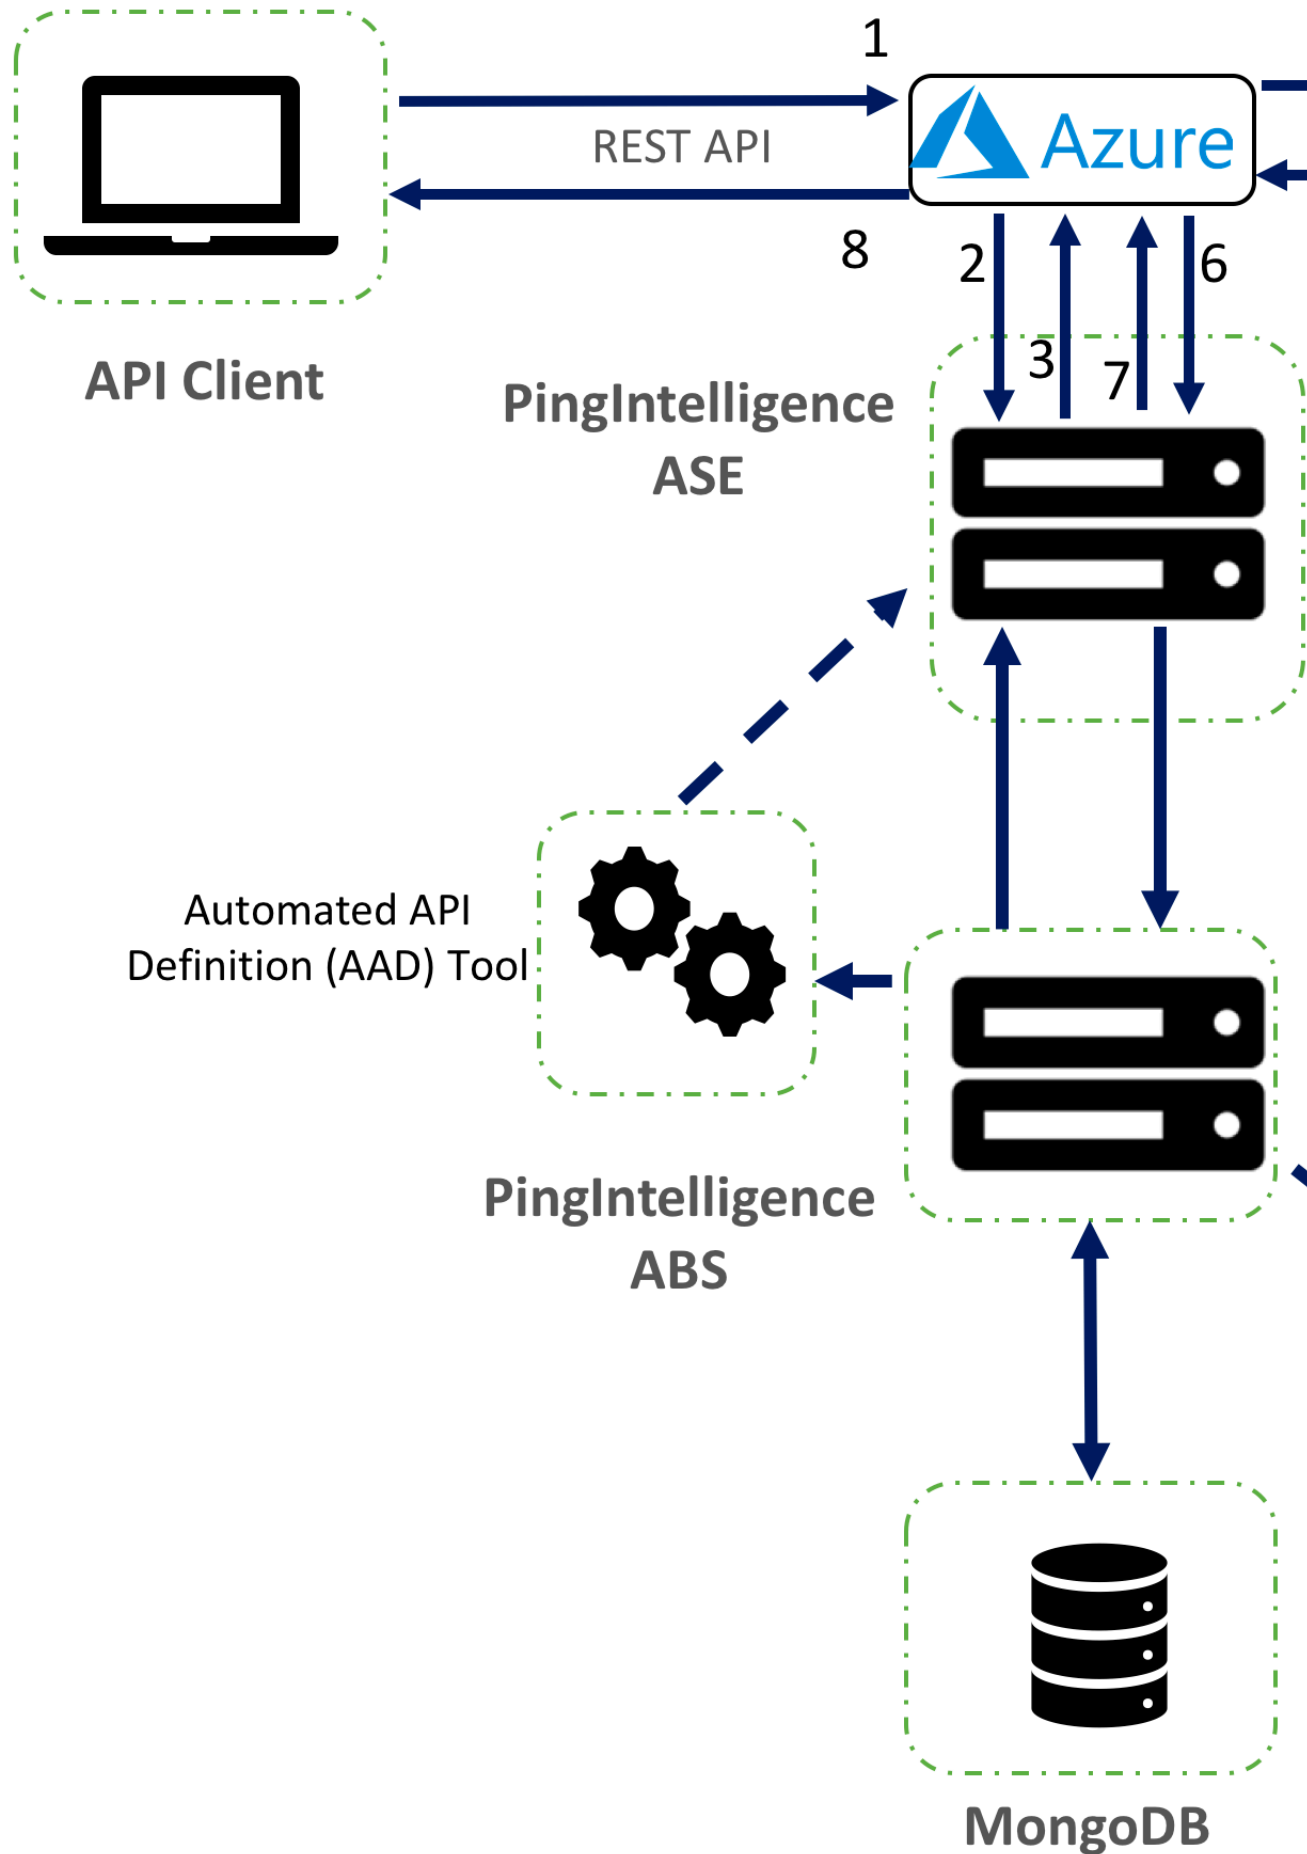 1
REST API
Azure
8
2
3
7
6
API Client
PingIntelligence
ASE
Automated API
Definition (AAD) Tool
PingIntelligence
ABS
MongoDB